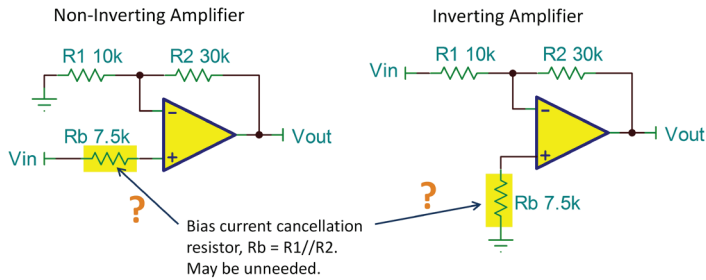 Non-Inverting Amplifier
R1 10k
R2 30k
Rb 7.5k
Vin
Vout
−
+
?
Inverting Amplifier
Vin
R1 10k
R2 30k
Vout
−
+
Rb 7.5k
?
Bias current cancellation
resistor, Rb = R1//R2.
May be unneeded.